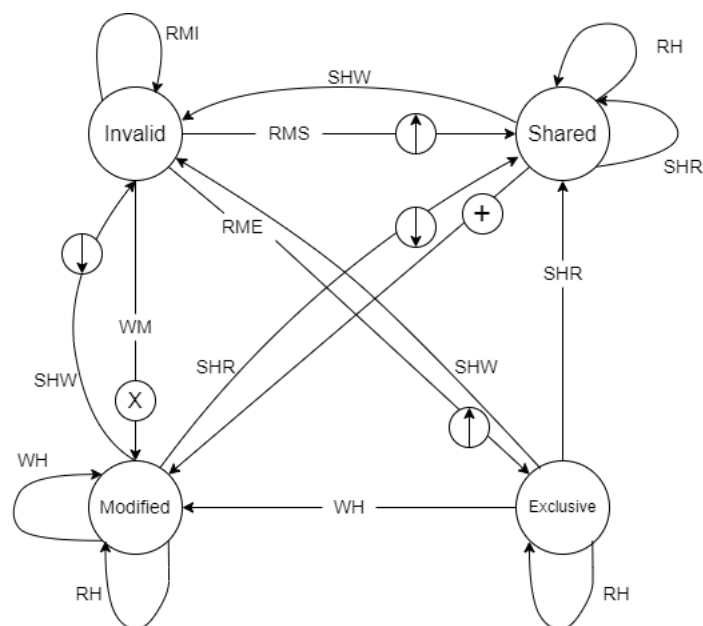 RMI
RH
SHW
Invalid
RMS
Shared
SHR
RME
+
SHR
WM
SHR
SHW
SHW
X
WH
Modified
WH
Exclusive
RH
RH